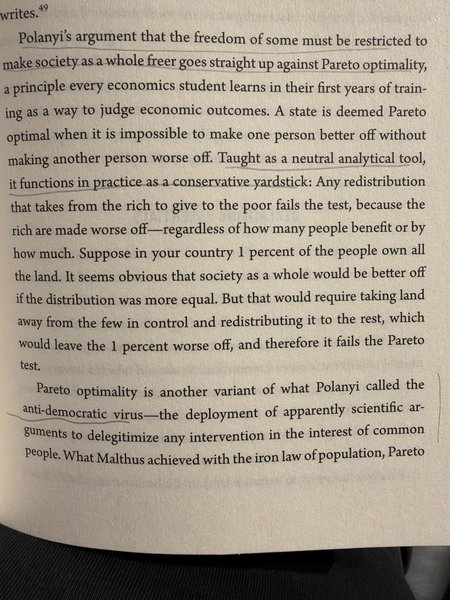 writes.49
Polanyi's argument that the freedom of some must be restricted to
make society as a whole freer goes straight up against Pareto optimality,
a principle every economics student learns in their first years of train-
ing as a way to judge economic outcomes. A state is deemed Pareto
optimal when it is impossible to make one person better off without
making another person worse off. Taught as a neutral analytical tool,
it functions in practice as a conservative yardstick: Any redistribution
that takes from the rich to give to the poor fails the test, because the
rich are made worse off—regardless of how many people benefit or by
how much. Suppose in your country 1 percent of the people own all
the land. It seems obvious that society as a whole would be better off
if the distribution was more equal. But that would require taking land
away from the few in control and redistributing it to the rest, which
would leave the 1 percent worse off, and therefore it fails the Pareto
test.
Pareto optimality is another variant of what Polanyi called the
anti-democratic virus—the deployment of apparently scientific ar-
guments to delegitimize any intervention in the interest of common
people. What Malthus achieved with the iron law of population, Pareto